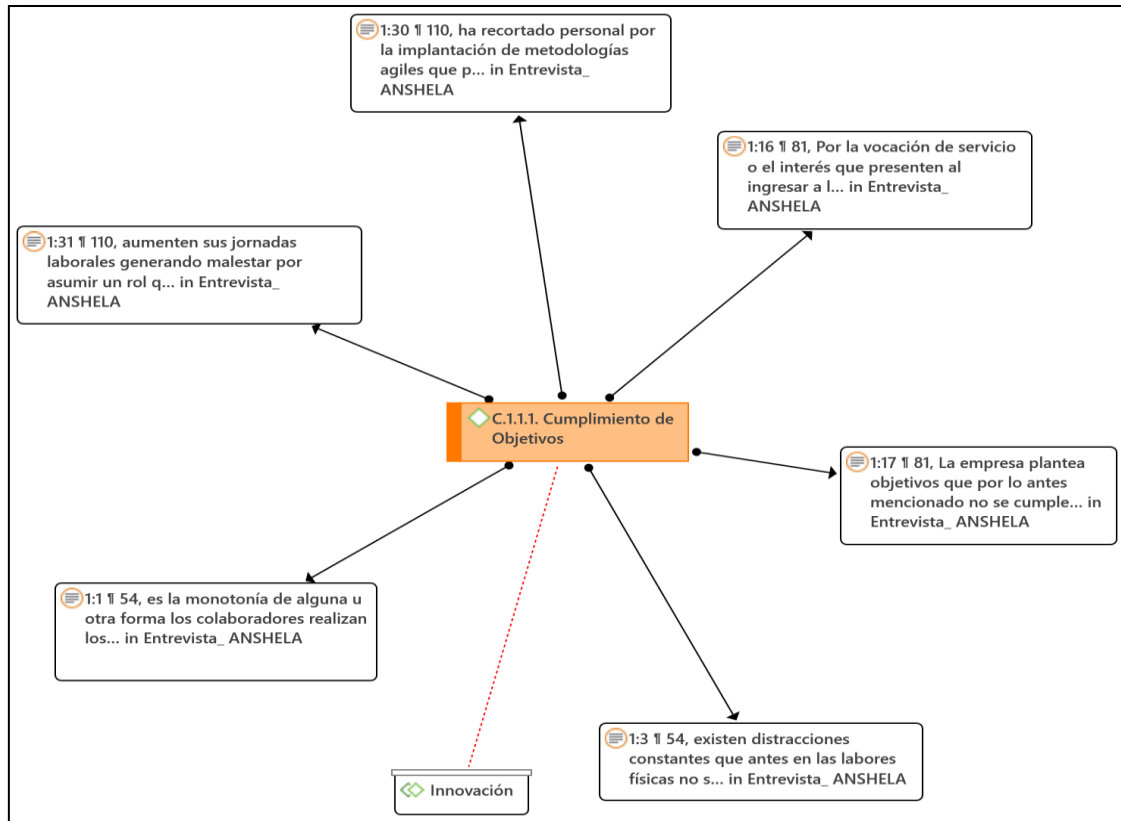 1:30 ¶ 110, ha recortado personal por
la implantación de metodologías
agiles que p... in Entrevista_
ANSHELA
1:16 ¶ 81, Por la vocación de servicio
o el interés que presenten al
ingresar a l... in Entrevista_
ANSHELA
1:31 ¶ 110, aumenten sus jornadas
laborales generando malestar por
asumir un rol q... in Entrevista_
ANSHELA
C.1.1.1. Cumplimiento de
Objetivos
1:17 ¶ 81, La empresa plantea
objetivos que por lo antes
mencionado no se cumple... in
Entrevista_ ANSHELA
1:1 ¶ 54, es la monotonía de alguna u
otra forma los colaboradores realizan
los... in Entrevista_ ANSHELA
1:3 ¶ 54, existen distracciones
constantes que antes en las labores
físicas no s... in Entrevista_
ANSHELA
Innovación